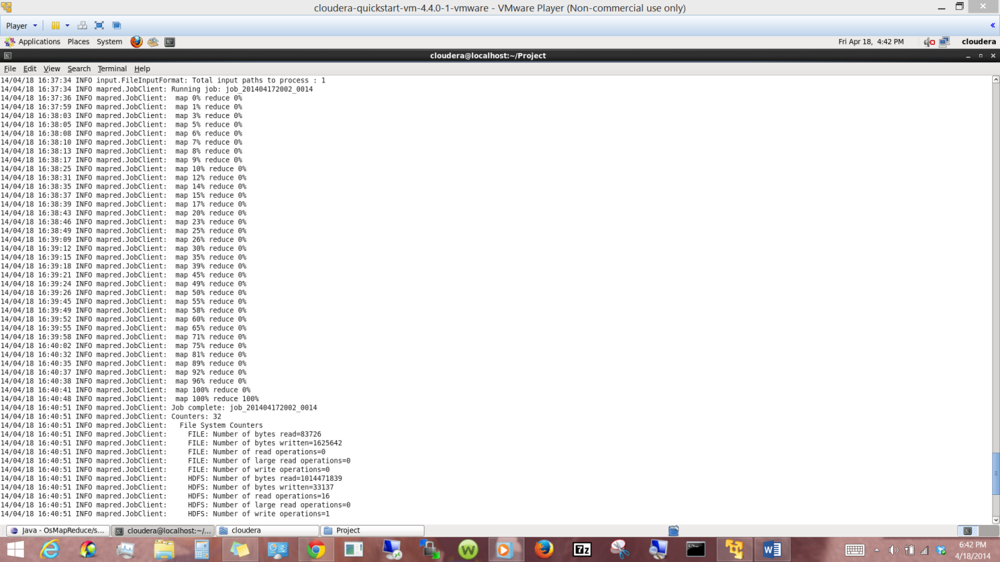 cloudera-quickstart-vm-4.4.0-1-vmware - VMware Player (Non-commercial use only)
Player
Applications Places System Fri Apr 18, 4:42 PM cloudera
cloudera@localhost:~/Project
File Edit View Search Terminal Help
14/04/18 16:37:34 INFO input.FileInputFormat: Total input paths to process : 1
14/04/18 16:37:34 INFO mapred.JobClient: Running job: job_201404172002_0014
14/04/18 16:37:36 INFO mapred.JobClient:  map 0% reduce 0%
14/04/18 16:37:59 INFO mapred.JobClient:  map 1% reduce 0%
14/04/18 16:38:03 INFO mapred.JobClient:  map 3% reduce 0%
14/04/18 16:38:05 INFO mapred.JobClient:  map 5% reduce 0%
14/04/18 16:38:08 INFO mapred.JobClient:  map 6% reduce 0%
14/04/18 16:38:10 INFO mapred.JobClient:  map 7% reduce 0%
14/04/18 16:38:13 INFO mapred.JobClient:  map 8% reduce 0%
14/04/18 16:38:17 INFO mapred.JobClient:  map 9% reduce 0%
14/04/18 16:38:25 INFO mapred.JobClient:  map 10% reduce 0%
14/04/18 16:38:31 INFO mapred.JobClient:  map 12% reduce 0%
14/04/18 16:38:35 INFO mapred.JobClient:  map 14% reduce 0%
14/04/18 16:38:37 INFO mapred.JobClient:  map 15% reduce 0%
14/04/18 16:38:39 INFO mapred.JobClient:  map 17% reduce 0%
14/04/18 16:38:43 INFO mapred.JobClient:  map 20% reduce 0%
14/04/18 16:38:46 INFO mapred.JobClient:  map 23% reduce 0%
14/04/18 16:38:49 INFO mapred.JobClient:  map 25% reduce 0%
14/04/18 16:39:09 INFO mapred.JobClient:  map 26% reduce 0%
14/04/18 16:39:12 INFO mapred.JobClient:  map 30% reduce 0%
14/04/18 16:39:15 INFO mapred.JobClient:  map 35% reduce 0%
14/04/18 16:39:18 INFO mapred.JobClient:  map 39% reduce 0%
14/04/18 16:39:21 INFO mapred.JobClient:  map 45% reduce 0%
14/04/18 16:39:24 INFO mapred.JobClient:  map 49% reduce 0%
14/04/18 16:39:26 INFO mapred.JobClient:  map 50% reduce 0%
14/04/18 16:39:45 INFO mapred.JobClient:  map 55% reduce 0%
14/04/18 16:39:49 INFO mapred.JobClient:  map 58% reduce 0%
14/04/18 16:39:52 INFO mapred.JobClient:  map 60% reduce 0%
14/04/18 16:39:55 INFO mapred.JobClient:  map 65% reduce 0%
14/04/18 16:39:58 INFO mapred.JobClient:  map 71% reduce 0%
14/04/18 16:40:02 INFO mapred.JobClient:  map 75% reduce 0%
14/04/18 16:40:32 INFO mapred.JobClient:  map 81% reduce 0%
14/04/18 16:40:35 INFO mapred.JobClient:  map 89% reduce 0%
14/04/18 16:40:37 INFO mapred.JobClient:  map 92% reduce 0%
14/04/18 16:40:38 INFO mapred.JobClient:  map 96% reduce 0%
14/04/18 16:40:41 INFO mapred.JobClient:  map 100% reduce 0%
14/04/18 16:40:48 INFO mapred.JobClient:  map 100% reduce 100%
14/04/18 16:40:51 INFO mapred.JobClient: Job complete: job_201404172002_0014
14/04/18 16:40:51 INFO mapred.JobClient: Counters: 32
14/04/18 16:40:51 INFO mapred.JobClient:   File System Counters
14/04/18 16:40:51 INFO mapred.JobClient:     FILE: Number of bytes read=83726
14/04/18 16:40:51 INFO mapred.JobClient:     FILE: Number of bytes written=1625642
14/04/18 16:40:51 INFO mapred.JobClient:     FILE: Number of read operations=0
14/04/18 16:40:51 INFO mapred.JobClient:     FILE: Number of large read operations=0
14/04/18 16:40:51 INFO mapred.JobClient:     FILE: Number of write operations=0
14/04/18 16:40:51 INFO mapred.JobClient:     HDFS: Number of bytes read=1014471839
14/04/18 16:40:51 INFO mapred.JobClient:     HDFS: Number of bytes written=33137
14/04/18 16:40:51 INFO mapred.JobClient:     HDFS: Number of read operations=16
14/04/18 16:40:51 INFO mapred.JobClient:     HDFS: Number of large read operations=0
14/04/18 16:40:51 INFO mapred.JobClient:     HDFS: Number of write operations=1
Java - OsMapReduce/s... cloudera@localhost:~/... cloudera Project
6:42 PM
4/18/2014